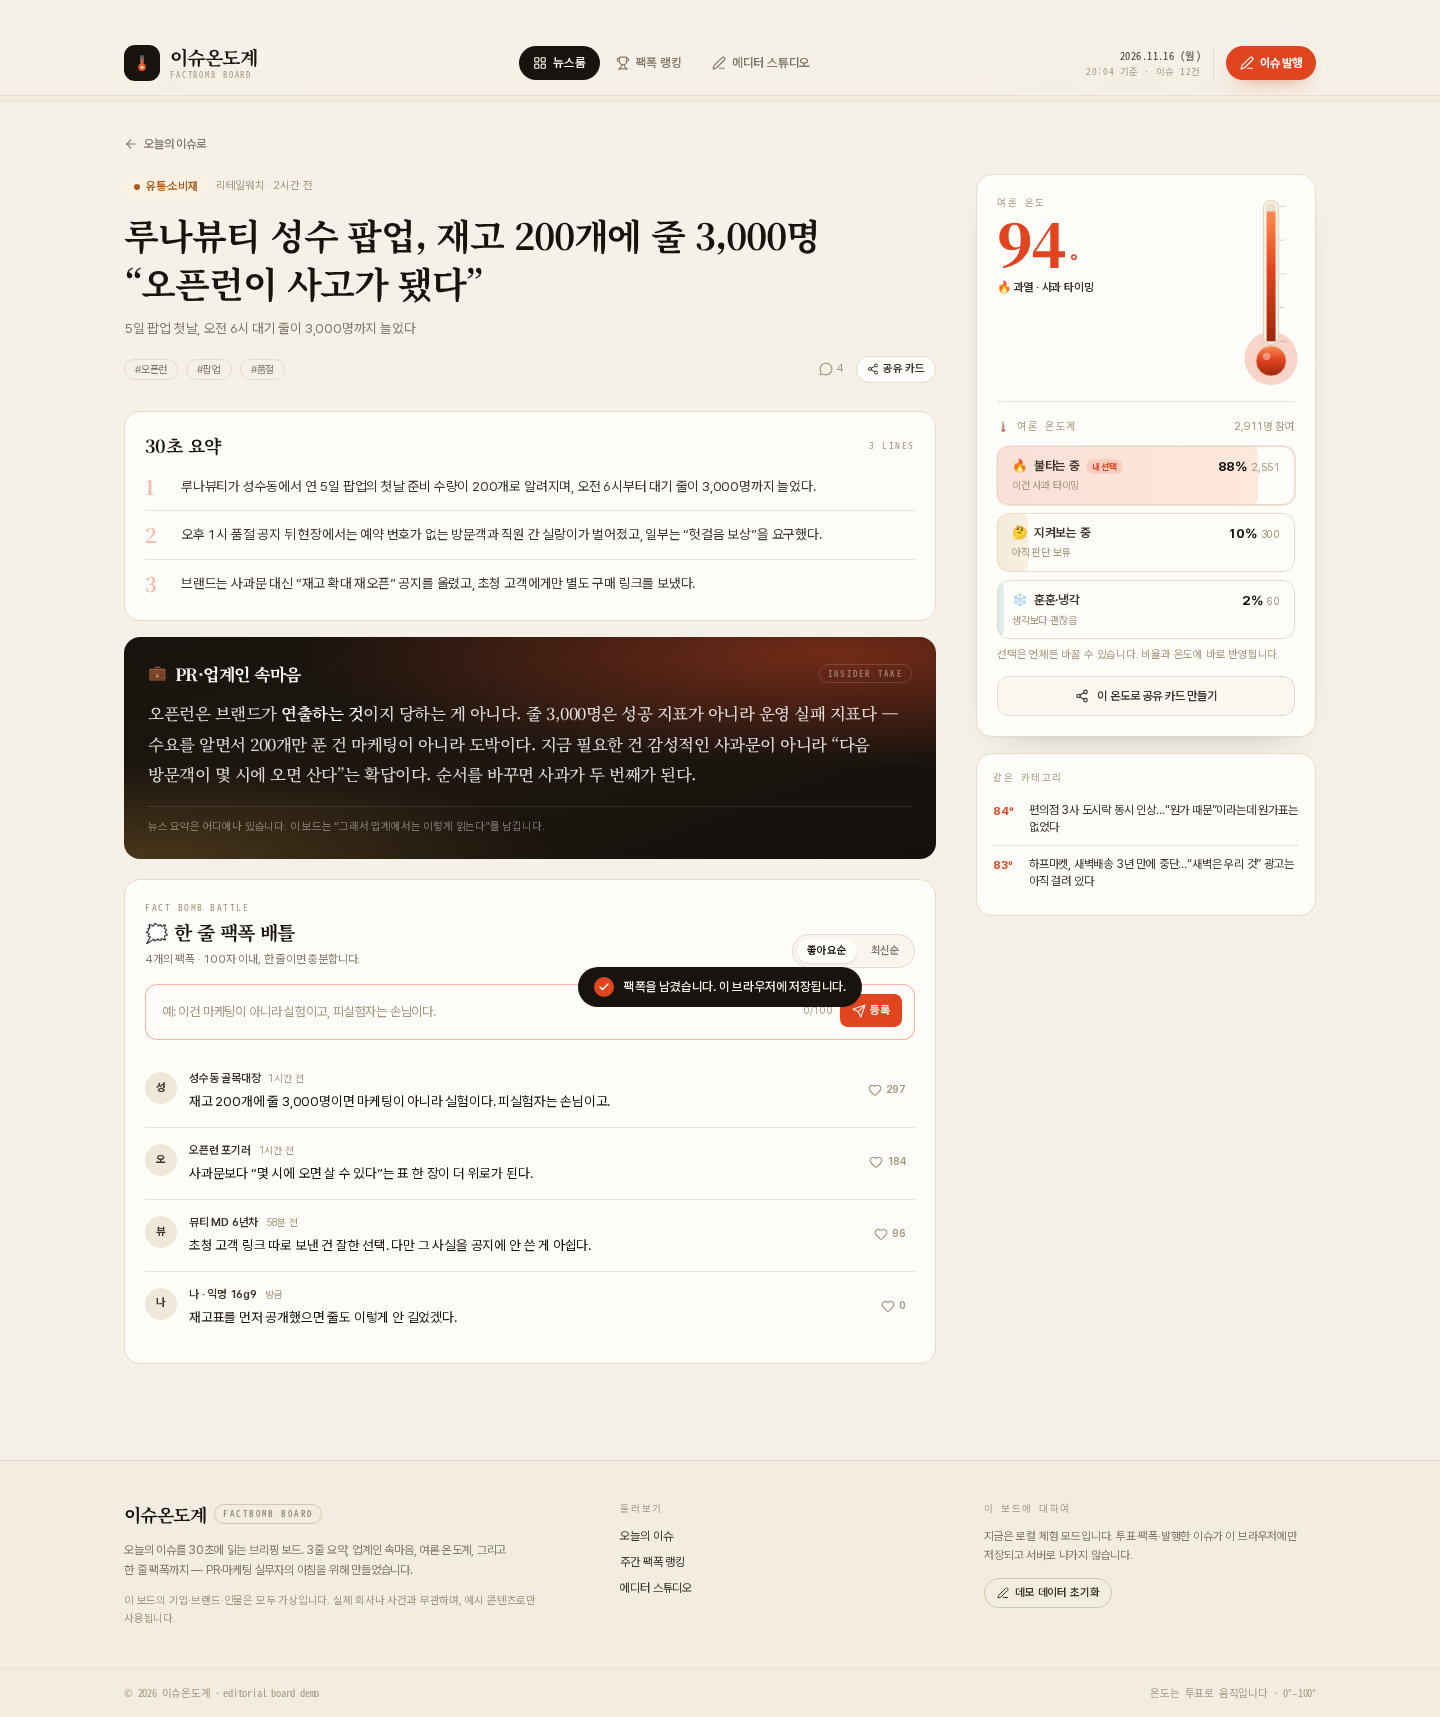 이슈온도계
FACTBOMB BOARD
뉴스룸
팩폭 랭킹
에디터 스튜디오
2026.11.16 (월)
20:04 기준 · 이슈 12건
이슈 발행
오늘의 이슈로
유통·소비재
리테일워치 · 2시간 전
루나뷰티 성수 팝업, 재고 200개에 줄 3,000명
“오픈런이 사고가 됐다”
5일 팝업 첫날, 오전 6시 대기 줄이 3,000명까지 늘었다
#오픈런
#팝업
#품절
4
공유 카드
30초 요약
3 LINES
1 루나뷰티가 성수동에서 연 5일 팝업의 첫날 준비 수량이 200개로 알려지며, 오전 6시부터 대기 줄이 3,000명까지 늘었다.
2 오후 1시 품절 공지 뒤 현장에서는 예약 번호가 없는 방문객과 직원 간 실랑이가 벌어졌고, 일부는 “헛걸음 보상”을 요구했다.
3 브랜드는 사과문 대신 “재고 확대 재오픈” 공지를 올렸고, 초청 고객에게만 별도 구매 링크를 보냈다.
PR·업계인 속마음
INSIDER TAKE
오픈런은 브랜드가 연출하는 것이지 당하는 게 아니다. 줄 3,000명은 성공 지표가 아니라 운영 실패 지표다 —
수요를 알면서 200개만 푼 건 마케팅이 아니라 도박이다. 지금 필요한 건 감성적인 사과문이 아니라 “다음
방문객이 몇 시에 오면 산다”는 확답이다. 순서를 바꾸면 사과가 두 번째가 된다.
뉴스 요약은 어디에나 있습니다. 이 보드는 “그래서 업계에서는 이렇게 읽는다”를 남깁니다.
FACT BOMB BATTLE
한 줄 팩폭 배틀
4개의 팩폭 · 100자 이내, 한 줄이면 충분합니다.
좋아요순
최신순
팩폭을 남겼습니다. 이 브라우저에 저장됩니다.
예: 이건 마케팅이 아니라 실험이고, 피실험자는 손님이다.
0/100
등록
성
성수동 골목대장 1시간 전
재고 200개에 줄 3,000명이면 마케팅이 아니라 실험이다. 피실험자는 손님이고.
297
오
오픈런 포기러 1시간 전
사과문보다 “몇 시에 오면 살 수 있다”는 표 한 장이 더 위로가 된다.
184
뷰
뷰티 MD 6년차 58분 전
초청 고객 링크 따로 보낸 건 잘한 선택. 다만 그 사실을 공지에 안 쓴 게 아쉽다.
96
나
나 · 익명 16g9 방금
재고표를 먼저 공개했으면 줄도 이렇게 안 길었겠다.
0
여론 온도
94°
🔥 과열 · 사과 타이밍
여론 온도계
2,911명 참여
불타는 중 내 선택
88% 2,551
이건 사과 타이밍
지켜보는 중
10% 300
아직 판단 보류
훈훈·냉각
2% 60
생각보다 괜찮음
선택은 언제든 바꿀 수 있습니다. 비율과 온도에 바로 반영됩니다.
이 온도로 공유 카드 만들기
같은 카테고리
84° 편의점 3사 도시락 동시 인상…“원가 때문”이라는데 원가표는
없었다
83° 하프마켓, 새벽배송 3년 만에 중단…“새벽은 우리 것” 광고는
아직 걸려 있다
이슈온도계
FACTBOMB BOARD
오늘의 이슈를 30초에 읽는 브리핑 보드. 3줄 요약, 업계인 속마음, 여론 온도계, 그리고
한 줄 팩폭까지 — PR·마케팅 실무자의 아침을 위해 만들었습니다.
이 보드의 기업·브랜드·인물은 모두 가상입니다. 실제 회사나 사건과 무관하며, 예시 콘텐츠로만
사용됩니다.
둘러보기
오늘의 이슈
주간 팩폭 랭킹
에디터 스튜디오
이 보드에 대하여
지금은 로컬 체험 모드입니다. 투표·팩폭·발행한 이슈가 이 브라우저에만
저장되고 서버로 나가지 않습니다.
데모 데이터 초기화
© 2026 이슈온도계 · editorial board demo
온도는 투표로 움직입니다 · 0°–100°